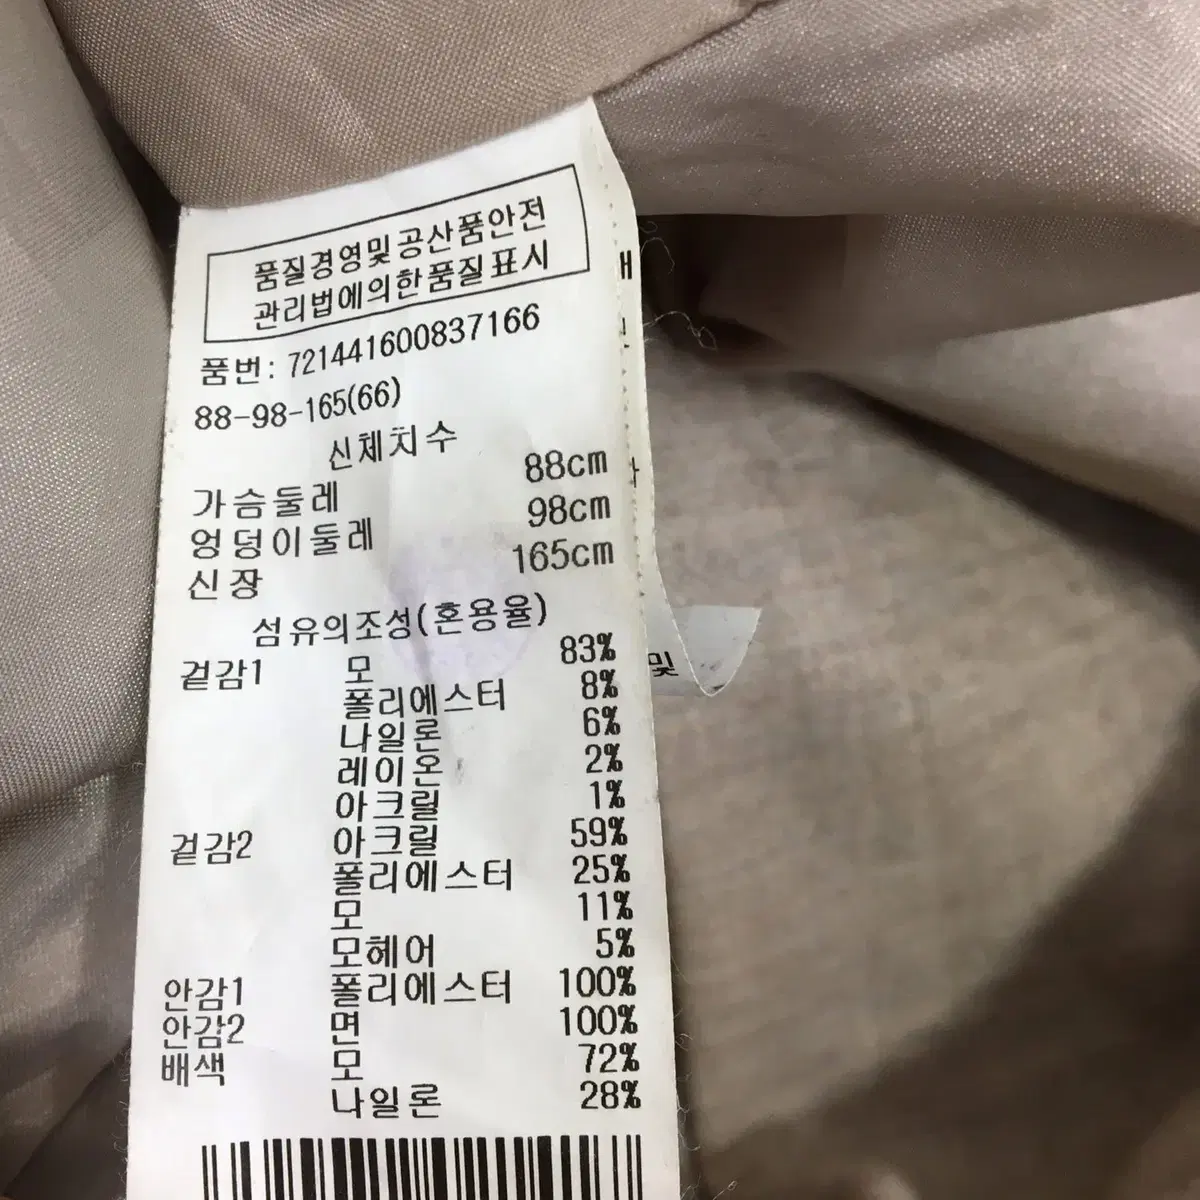 품질경영및공산품안전
관리법에의한품질표시
품번: 721441600837166
88-98-165(66)
신체치수
가슴둘레 88cm
엉덩이둘레 98cm
신장 165cm
섬유의조성(혼용율)
겉감1 모 83%
폴리에스터 8%
나일론 6%
레이온 2%
아크릴 1%
겉감2 아크릴 59%
폴리에스터 25%
모 11%
모헤어 5%
안감1 폴리에스터 100%
안감2 면 100%
배색 모 72%
나일론 28%
및